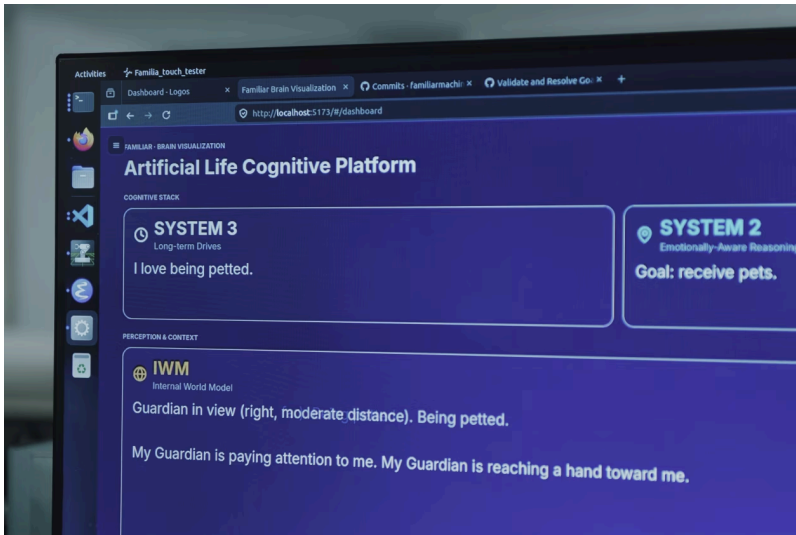 Activities
Familia_touch_tester
Dashboard · Logos
Familiar Brain Visualization
Commits · familiarmachin
Validate and Resolve Go
http://localhost:5173/#/dashboard
FAMILIAR · BRAIN VISUALIZATION
Artificial Life Cognitive Platform
COGNITIVE STACK
SYSTEM 3
Long-term Drives
I love being petted.
SYSTEM 2
Emotionally-Aware Reasoning
Goal: receive pets.
PERCEPTION & CONTEXT
IWM
Internal World Model
Guardian in view (right, moderate distance). Being petted.
My Guardian is paying attention to me. My Guardian is reaching a hand toward me.